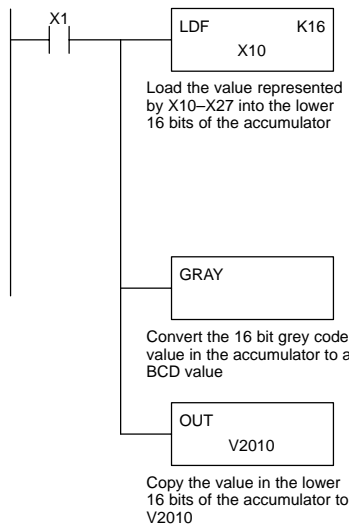 X1
LDF K16
X10
Load the value represented
by X10–X27 into the lower
16 bits of the accumulator
GRAY
Convert the 16 bit grey code
value in the accumulator to a
BCD value
OUT
V2010
Copy the value in the lower
16 bits of the accumulator to
V2010